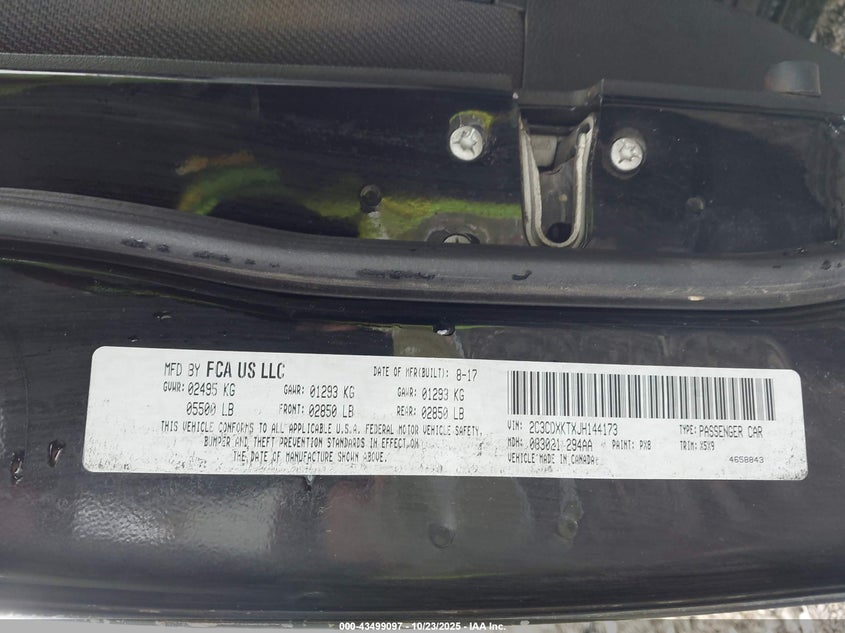 MFD BY FCA US LLC DATE OF MFR(BUILT): 8-17
GVWR: 02495 KG GAWR: 01293 KG GAWR: 01293 KG
05500 LB FRONT: 02850 LB REAR: 02850 LB
THIS VEHICLE CONFORMS TO ALL APPLICABLE U.S.A. FEDERAL MOTOR VEHICLE SAFETY,
BUMPER, AND THEFT PREVENTION STANDARDS IN EFFECT ON
THE DATE OF MANUFACTURE SHOWN ABOVE.
VIN: 2C3CDXKTXJH144173 TYPE: PASSENGER CAR
MDH: 083021 294AA PAINT: PX8 TRIM: X5X9
VEHICLE MADE IN CANADA 4658843
000-43499097 - 10/23/2025 - IAA Inc.